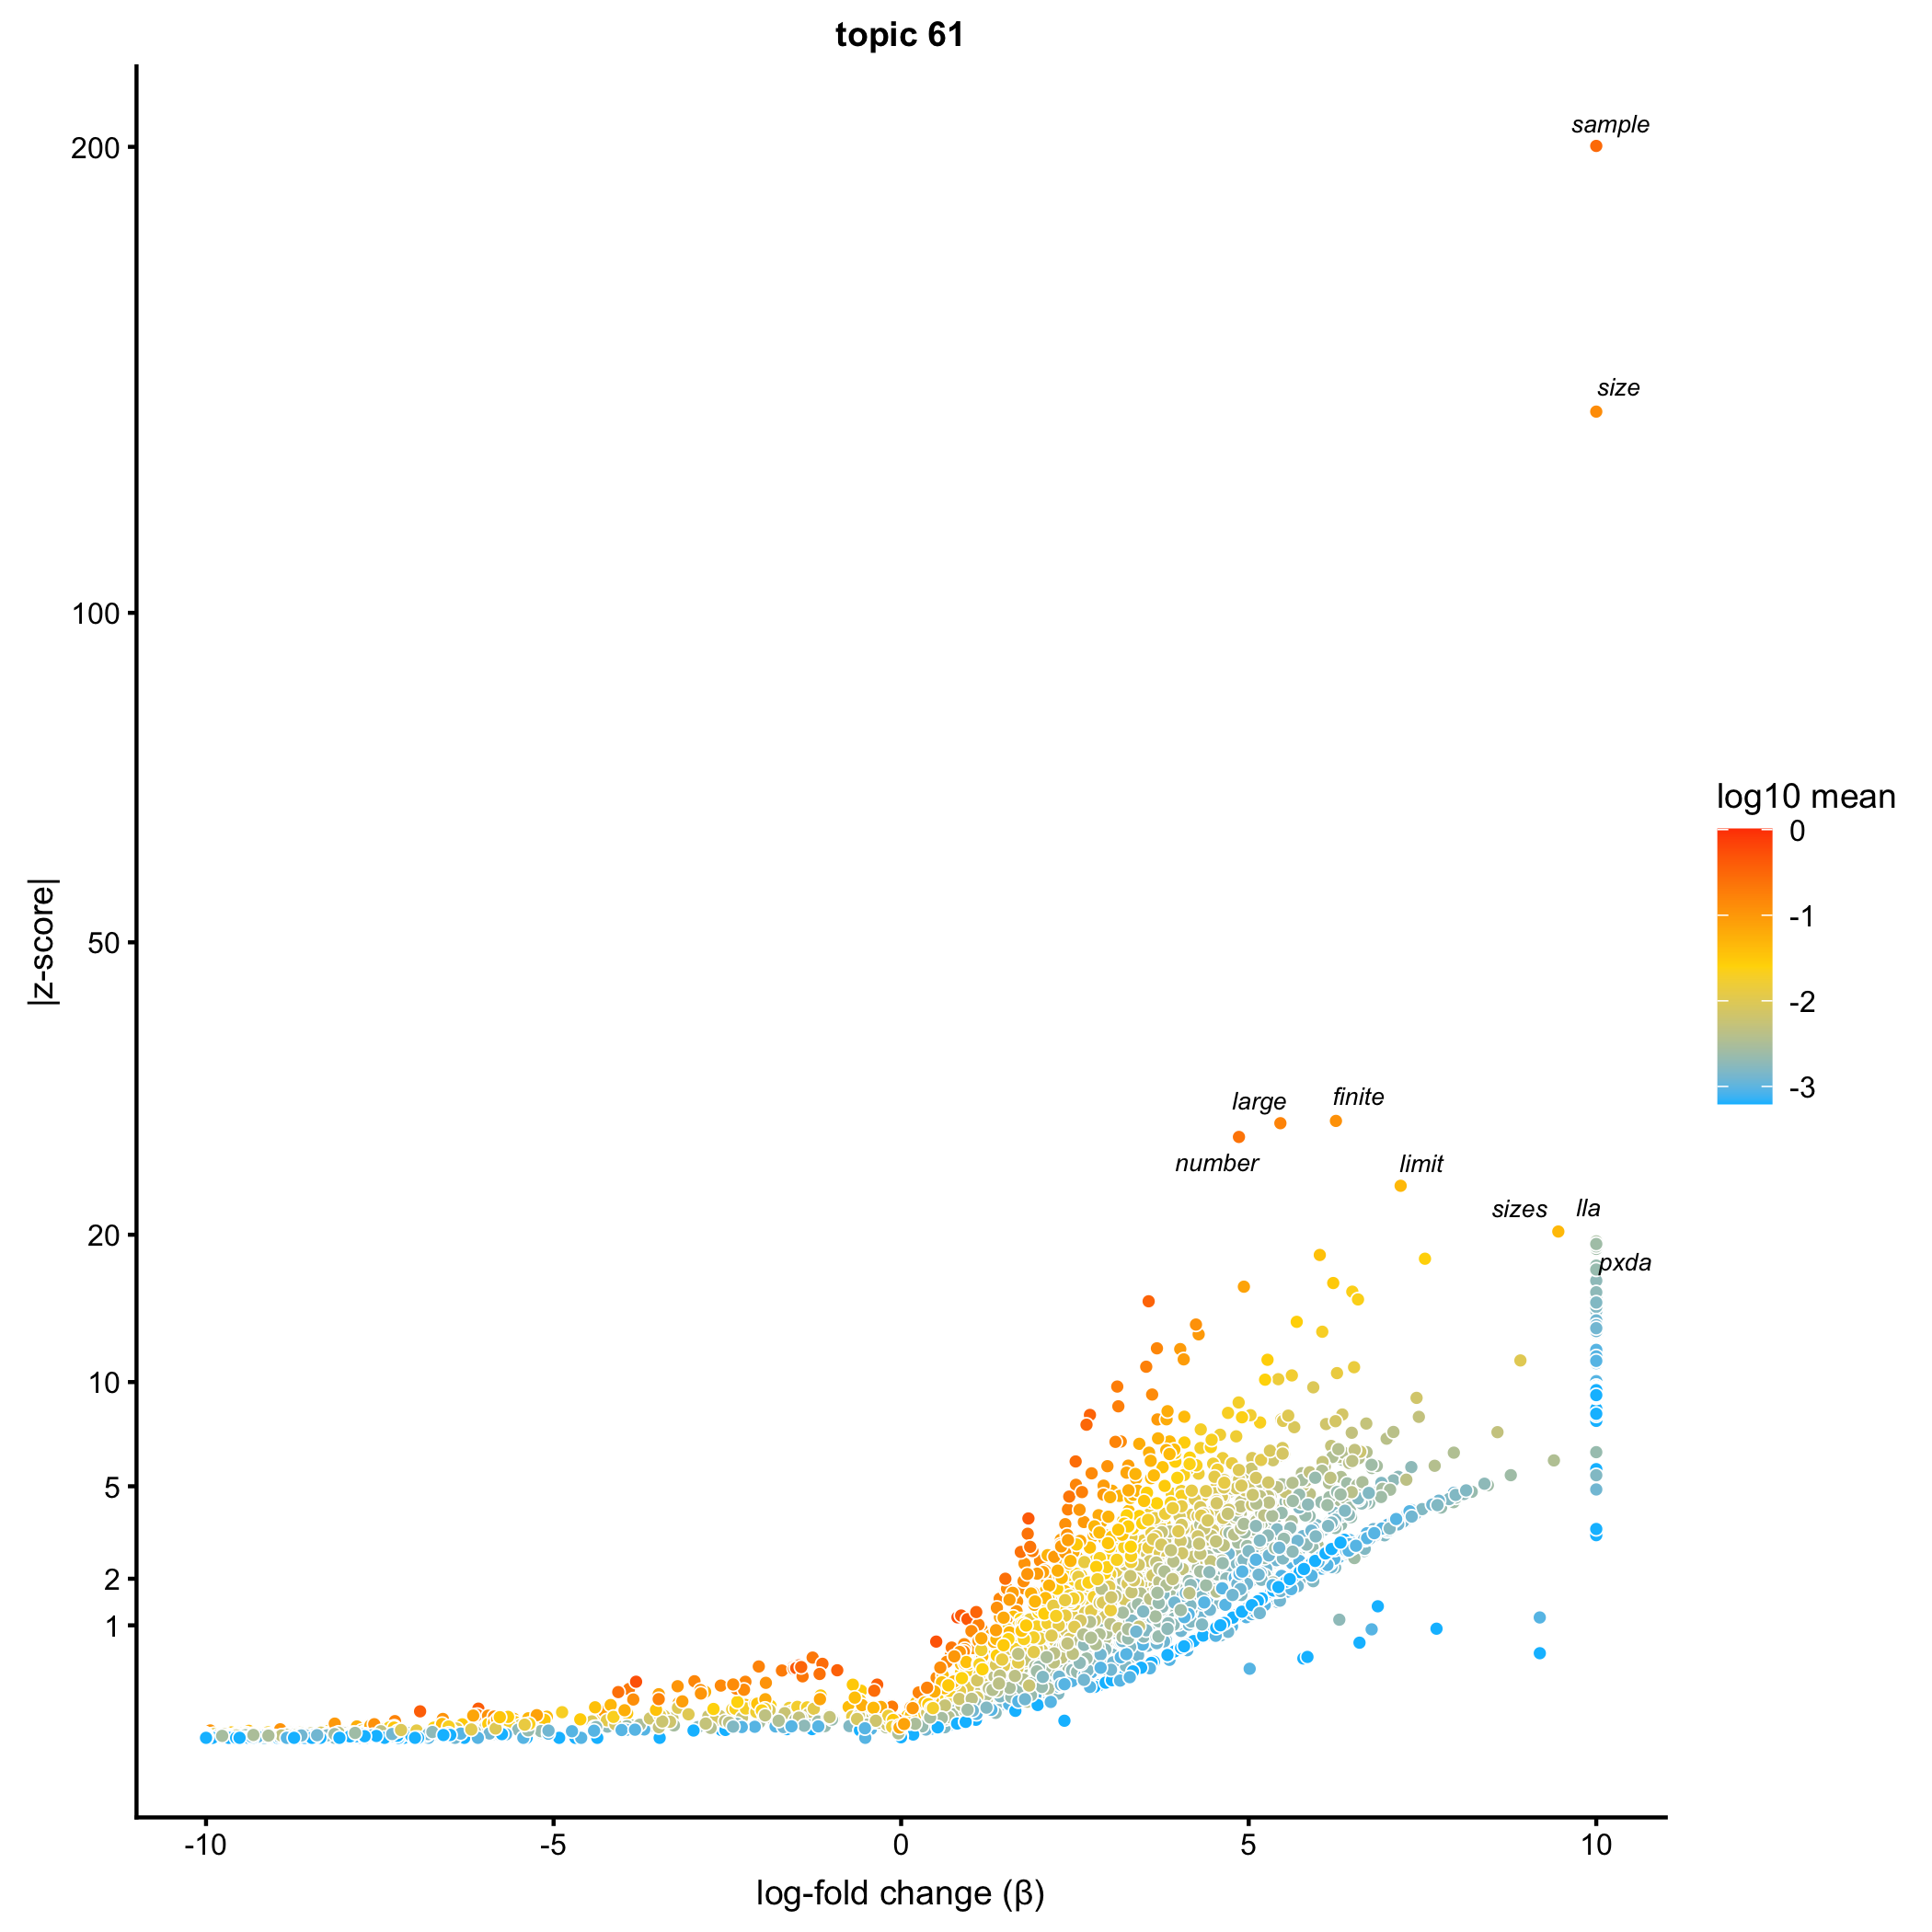 topic 61
sample
200
size
100
log10 mean
0
-1
-2
-3
|z-score|
50
large
finite
number
limit
sizes
lla
20
pxda
10
5
2
1
-10
-5
0
5
10
log-fold change (β)